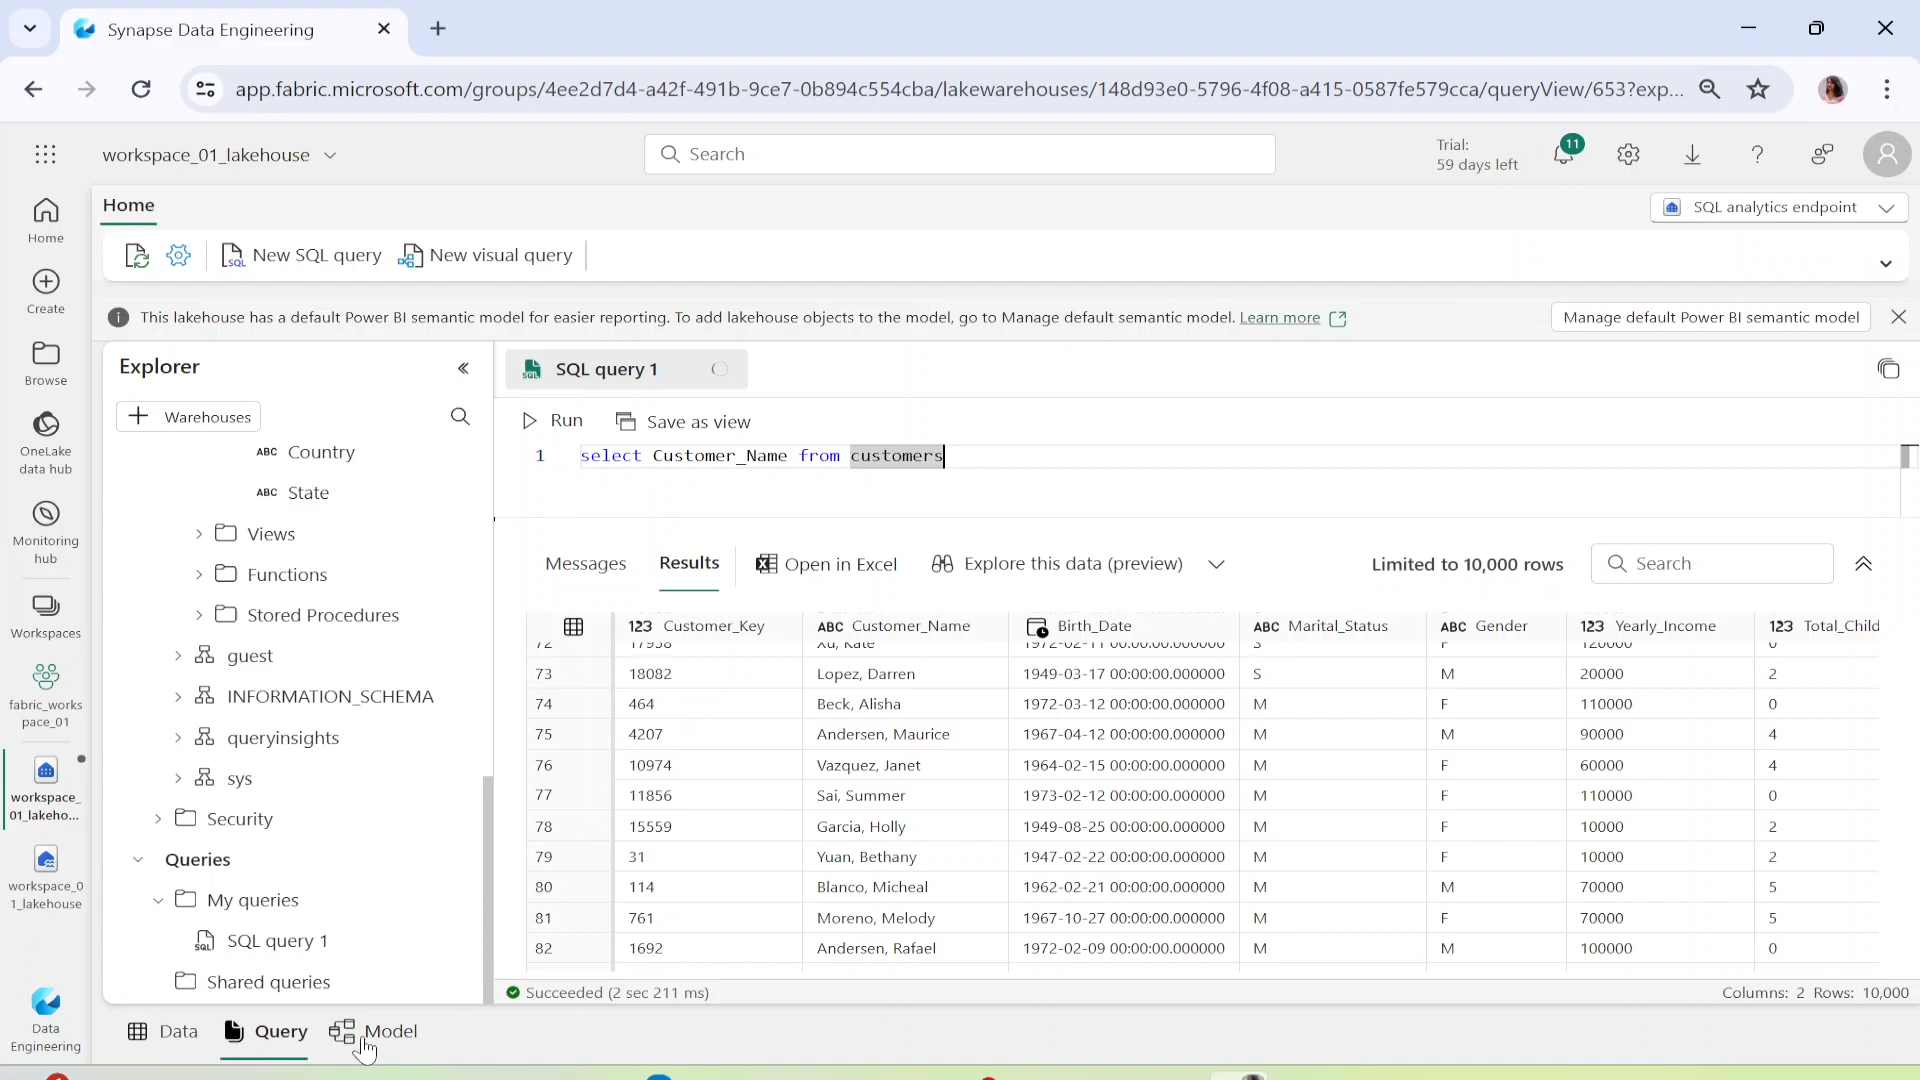 Synapse Data Engineering
app.fabric.microsoft.com/groups/4ee2d7d4-a42f-491b-9ce7-0b894c554cba/lakewarehouses/148d93e0-5796-4f08-a415-0587fe579cca/queryView/653?exp...
workspace_01_lakehouse
Search
Trial:
59 days left
11
Home
SQL analytics endpoint
New SQL query
New visual query
This lakehouse has a default Power BI semantic model for easier reporting. To add lakehouse objects to the model, go to Manage default semantic model. Learn more
Manage default Power BI semantic model
Home
Create
Browse
OneLake
data hub
Monitoring
hub
Workspaces
fabric_works
pace_01
workspace_
01_lakeho...
workspace_0
1_lakehouse
Data
Engineering
Explorer
Warehouses
ABC Country
ABC State
Views
Functions
Stored Procedures
guest
INFORMATION_SCHEMA
queryinsights
sys
Security
Queries
My queries
SQL query 1
Shared queries
SQL query 1
Run
Save as view
1 select Customer_Name from customers
Messages
Results
Open in Excel
Explore this data (preview)
Limited to 10,000 rows
Search
123 Customer_Key ABC Customer_Name Birth_Date ABC Marital_Status ABC Gender 123 Yearly_Income 123 Total_Child
72 17958 Xu, Kate 1972-02-11 00:00:00.000000 S F 120000 0
73 18082 Lopez, Darren 1949-03-17 00:00:00.000000 S M 20000 2
74 464 Beck, Alisha 1972-03-12 00:00:00.000000 M F 110000 0
75 4207 Andersen, Maurice 1967-04-12 00:00:00.000000 M M 90000 4
76 10974 Vazquez, Janet 1964-02-15 00:00:00.000000 M F 60000 4
77 11856 Sai, Summer 1973-02-12 00:00:00.000000 M F 110000 0
78 15559 Garcia, Holly 1949-08-25 00:00:00.000000 M F 10000 2
79 31 Yuan, Bethany 1947-02-22 00:00:00.000000 M F 10000 2
80 114 Blanco, Micheal 1962-02-21 00:00:00.000000 M M 70000 5
81 761 Moreno, Melody 1967-10-27 00:00:00.000000 M F 70000 5
82 1692 Andersen, Rafael 1972-02-09 00:00:00.000000 M M 100000 0
Succeeded (2 sec 211 ms)
Columns: 2 Rows: 10,000
Data
Query
Model